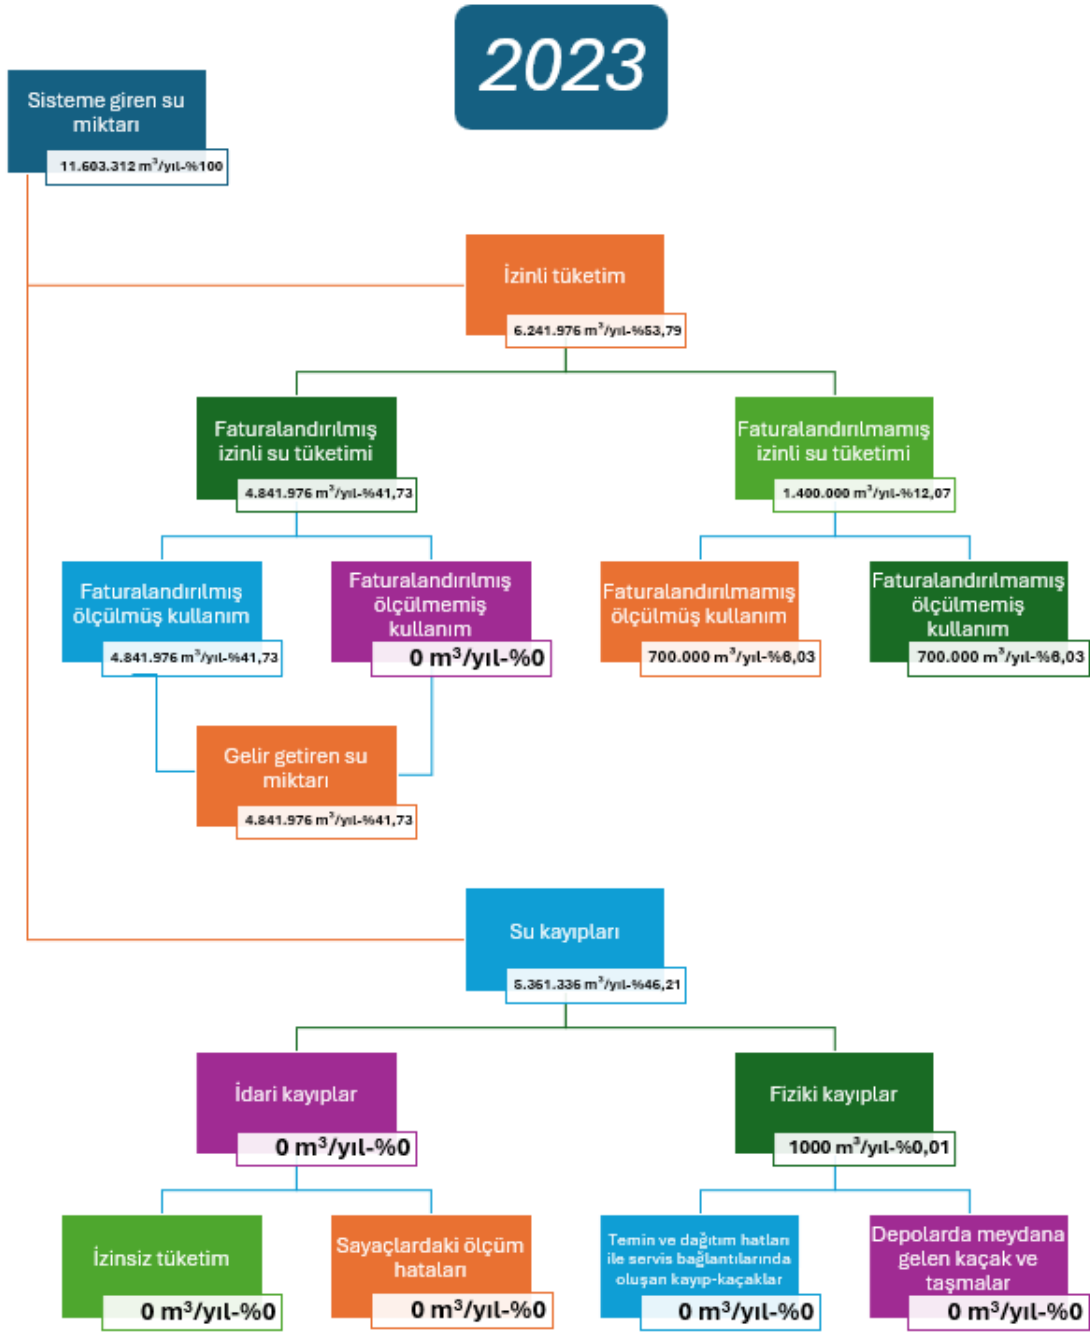 2023
Sisteme giren su
miktarı
11.603.312 m³/yıl-%100
İzinli tüketim
6.241.976 m³/yıl-%53,79
Faturalandırılmış
izinli su tüketimi
4.841.976 m³/yıl-%41,73
Faturalandırılmamış
izinli su tüketimi
1.400.000 m³/yıl-%12,07
Faturalandırılmış
ölçülmüş kullanım
4.841.976 m³/yıl-%41,73
Faturalandırılmış
ölçülmemiş
kullanım
0 m³/yıl-%0
Faturalandırılmamış
ölçülmüş kullanım
700.000 m³/yıl-%6,03
Faturalandırılmamış
ölçülmemiş
kullanım
700.000 m³/yıl-%6,03
Gelir getiren su
miktarı
4.841.976 m³/yıl-%41,73
Su kayıpları
5.361.336 m³/yıl-%46,21
İdari kayıplar
0 m³/yıl-%0
Fiziki kayıplar
1000 m³/yıl-%0,01
İzinsiz tüketim
0 m³/yıl-%0
Sayaçlardaki ölçüm
hataları
0 m³/yıl-%0
Temin ve dağıtım hatları
ile servis bağlantılarında
oluşan kayıp-kaçaklar
0 m³/yıl-%0
Depolarda meydana
gelen kaçak ve
taşmalar
0 m³/yıl-%0